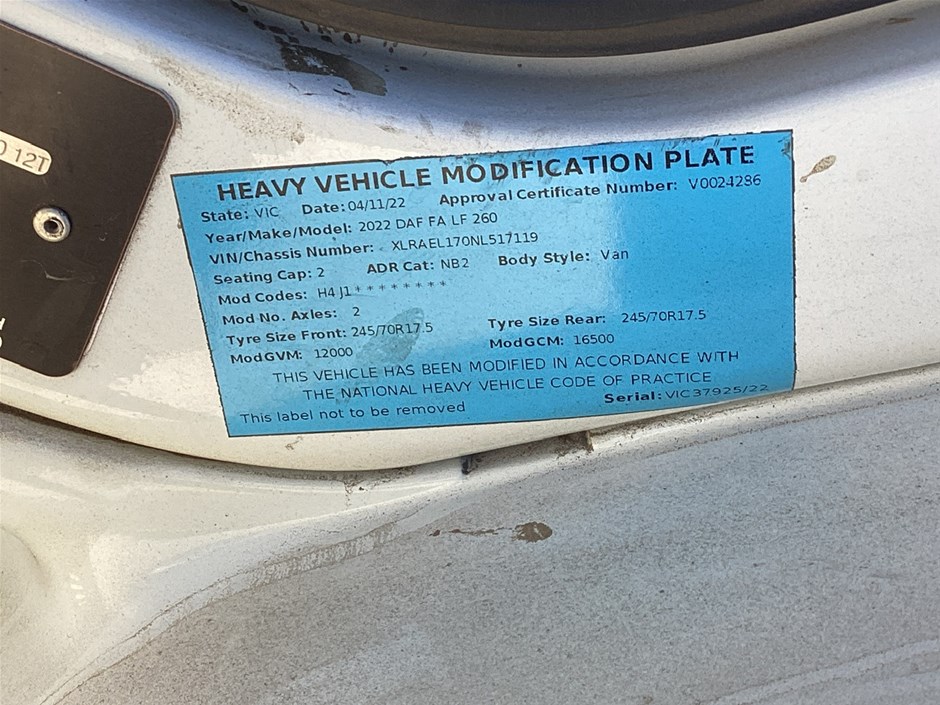 12T
HEAVY VEHICLE MODIFICATION PLATE
State: VIC Date: 04/11/22 Approval Certificate Number: V0024286
Year/Make/Model: 2022 DAF FA LF 260
VIN/Chassis Number: XLRAEL170NL517119
Seating Cap: 2 ADR Cat: NB2 Body Style: Van
Mod Codes: H4 J1 * * * * * * * *
Mod No. Axles: 2
Tyre Size Front: 245/70R17.5 Tyre Size Rear: 245/70R17.5
ModGVM: 12000 ModGCM: 16500
THIS VEHICLE HAS BEEN MODIFIED IN ACCORDANCE WITH
THE NATIONAL HEAVY VEHICLE CODE OF PRACTICE
This label not to be removed Serial: VIC37925/22